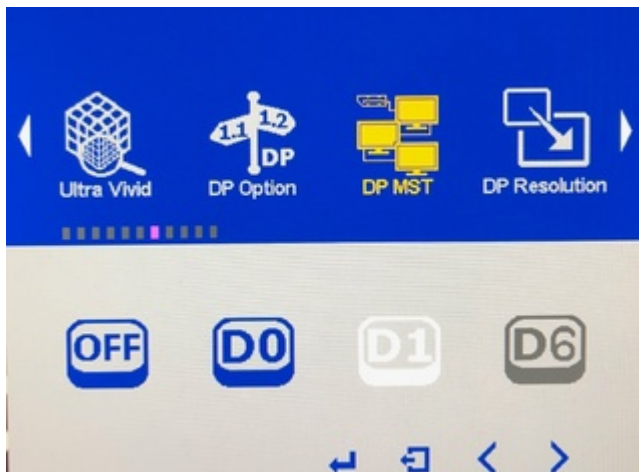 1.1 1.2
DP
Ultra Vivid DP Option DP MST DP Resolution
OFF D0 D1 D6